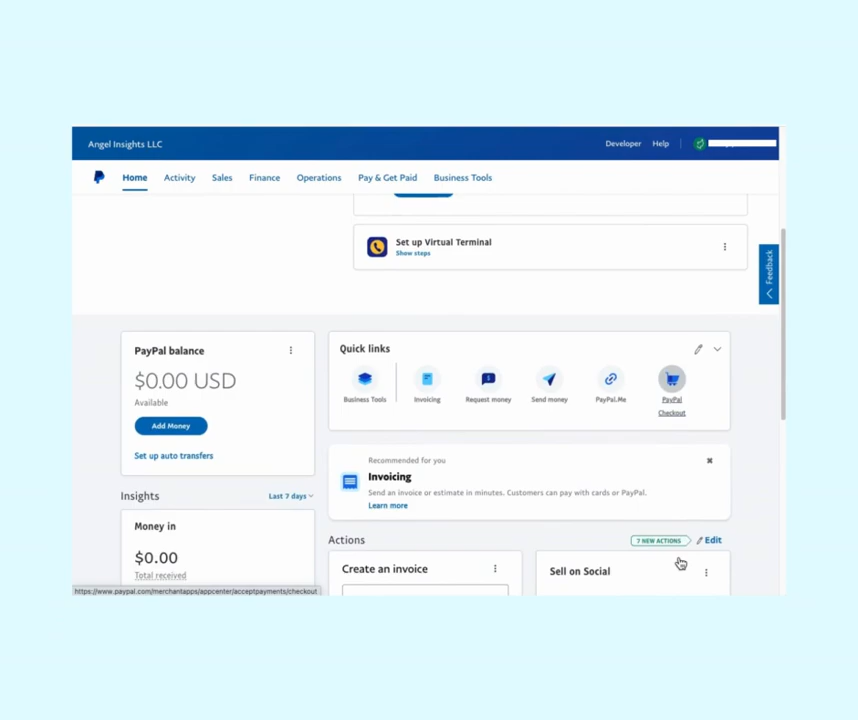 Angel Insights LLC
Developer
Help
Home
Activity
Sales
Finance
Operations
Pay & Get Paid
Business Tools
Set up Virtual Terminal
Show steps
Feedback
PayPal balance
$0.00 USD
Available
Add Money
Set up auto transfers
Quick links
Business Tools
Invoicing
Request money
Send money
PayPal.Me
PayPal
Checkout
Recommended for you
Invoicing
Send an invoice or estimate in minutes. Customers can pay with cards or PayPal.
Learn more
Insights
Last 7 days
Money in
$0.00
Total received
Actions
7 NEW ACTIONS
Edit
Create an invoice
Sell on Social
https://www.paypal.com/merchantapps/appcenter/acceptpayments/checkout